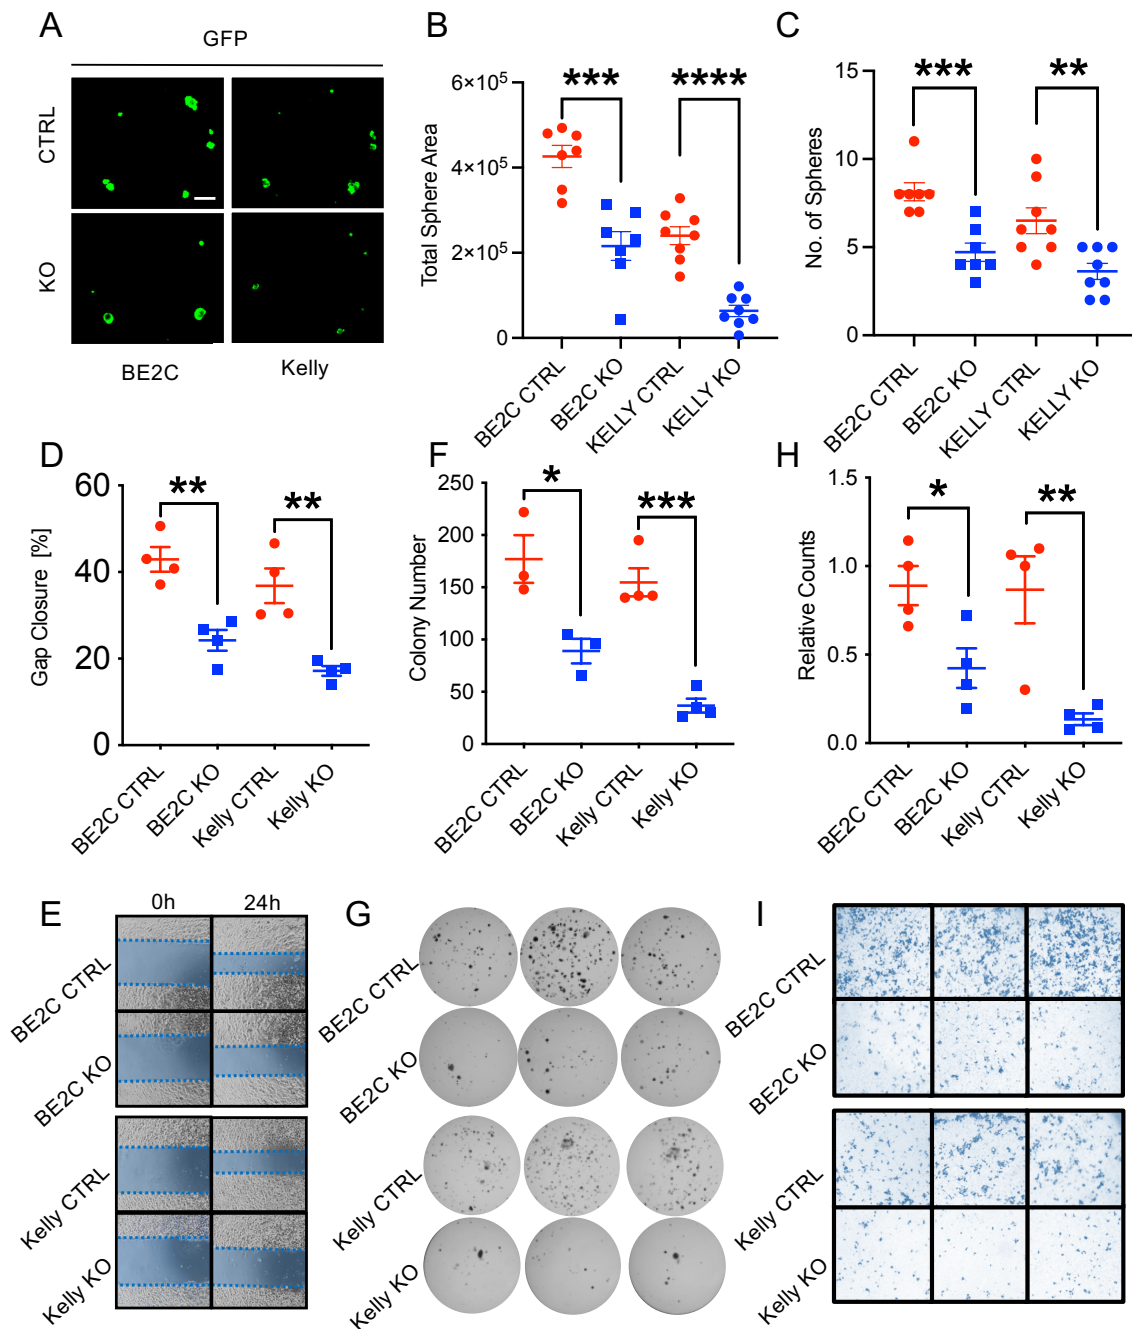 A
GFP
CTRL
KO
BE2C
Kelly
B
Total Sphere Area
6×10⁵
4×10⁵
2×10⁵
0
***
****
BE2C CTRL
BE2C KO
KELLY CTRL
KELLY KO
C
No. of Spheres
15
10
5
0
***
**
BE2C CTRL
BE2C KO
KELLY CTRL
KELLY KO
D
Gap Closure [%]
60
40
20
0
**
**
BE2C CTRL
BE2C KO
Kelly CTRL
Kelly KO
F
Colony Number
250
200
150
100
50
0
*
***
BE2C CTRL
BE2C KO
Kelly CTRL
Kelly KO
H
Relative Counts
1.5
1.0
0.5
0.0
*
**
BE2C CTRL
BE2C KO
Kelly CTRL
Kelly KO
E
0h
24h
BE2C CTRL
BE2C KO
Kelly CTRL
Kelly KO
G
BE2C CTRL
BE2C KO
Kelly CTRL
Kelly KO
I
BE2C CTRL
BE2C KO
Kelly CTRL
Kelly KO